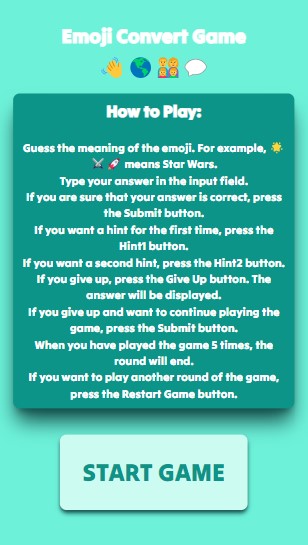 Emoji Convert Game
👋 🌎 👨‍👩‍👧‍👦 💬
How to Play:
Guess the meaning of the emoji. For example, 🌟
⚔️ 🚀 means Star Wars.
Type your answer in the input field.
If you are sure that your answer is correct, press
the Submit button.
If you want a hint for the first time, press the
Hint1 button.
If you want a second hint, press the Hint2 button.
If you give up, press the Give Up button. The
answer will be displayed.
If you give up and want to continue playing the
game, press the Submit button.
When you have played the game 5 times, the
round will end.
If you want to play another round of the game,
press the Restart Game button.
START GAME